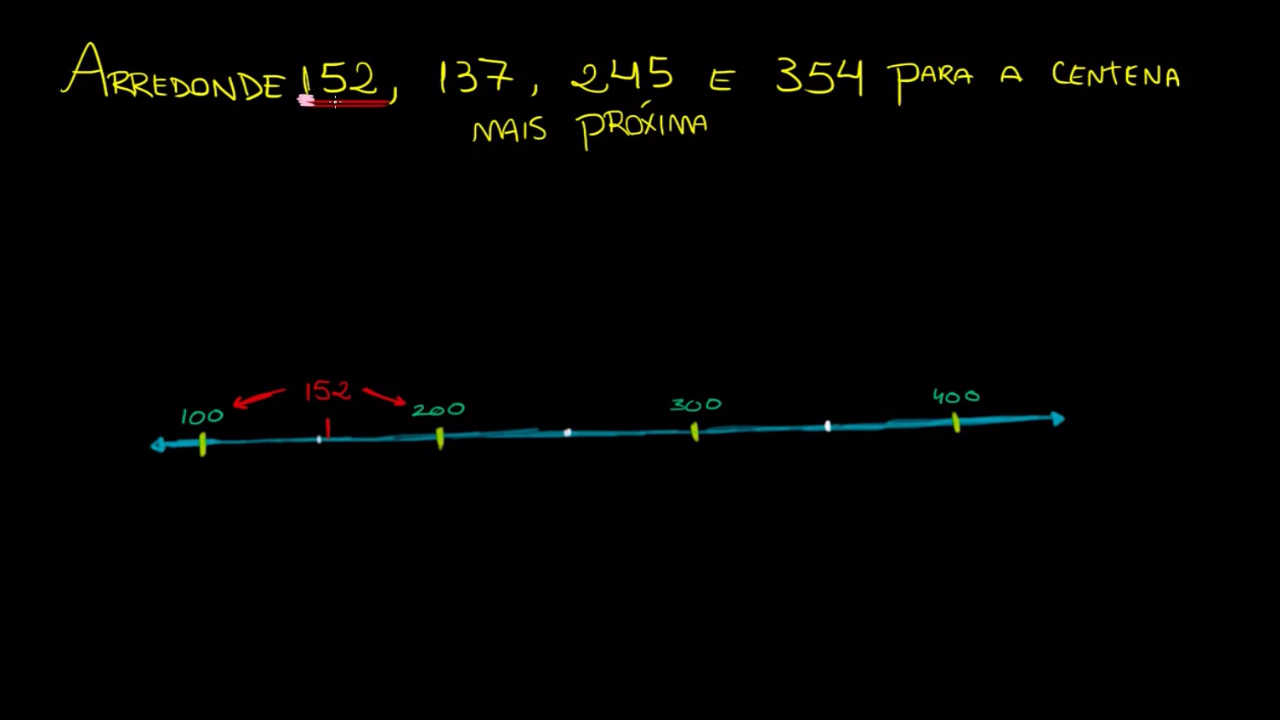 ARREDONDE 152, 137, 245 E 354 PARA A CENTENA
MAIS PRÓXIMA
100 152 200 300 400